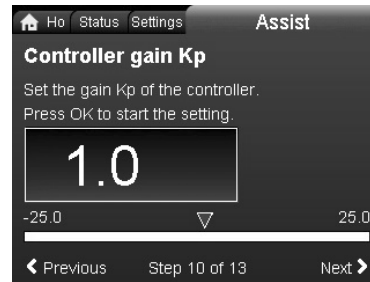 Ho Status Settings Assist
Controller gain Kp
Set the gain Kp of the controller.
Press OK to start the setting.
1.0
-25.0 25.0
Previous Step 10 of 13 Next